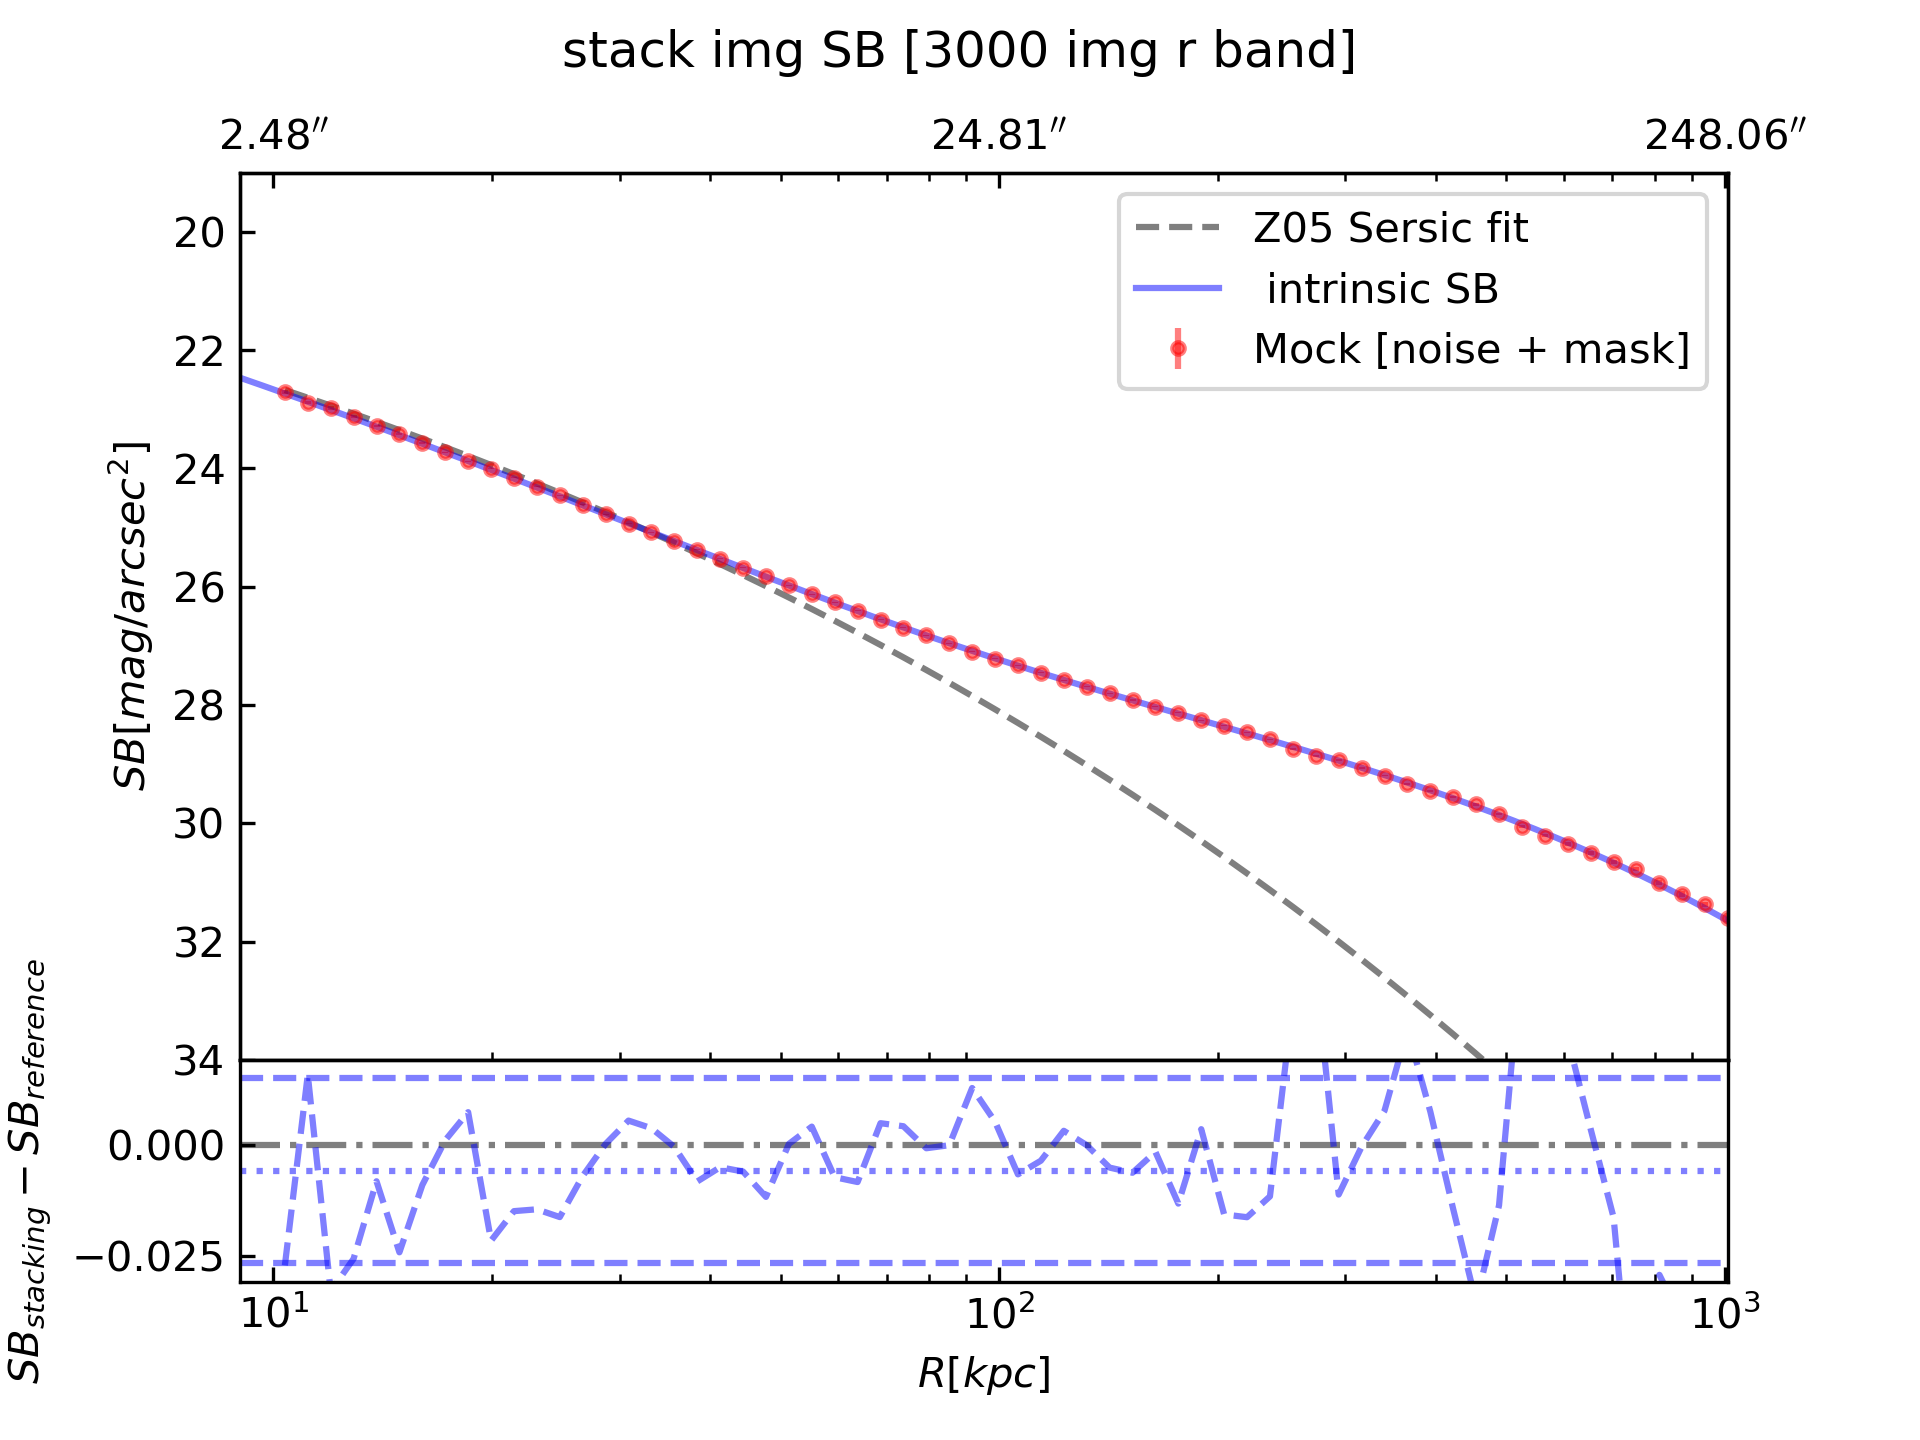 stack img SB [3000 img r band]
2.48′′ 24.81′′ 248.06′′
Z05 Sersic fit
intrinsic SB
Mock [noise + mask]
20
22
24
26
28
30
32
34
SB[mag/arcsec²]
0.000
−0.025
SB_stacking − SB_reference
10¹ 10² 10³
R[kpc]